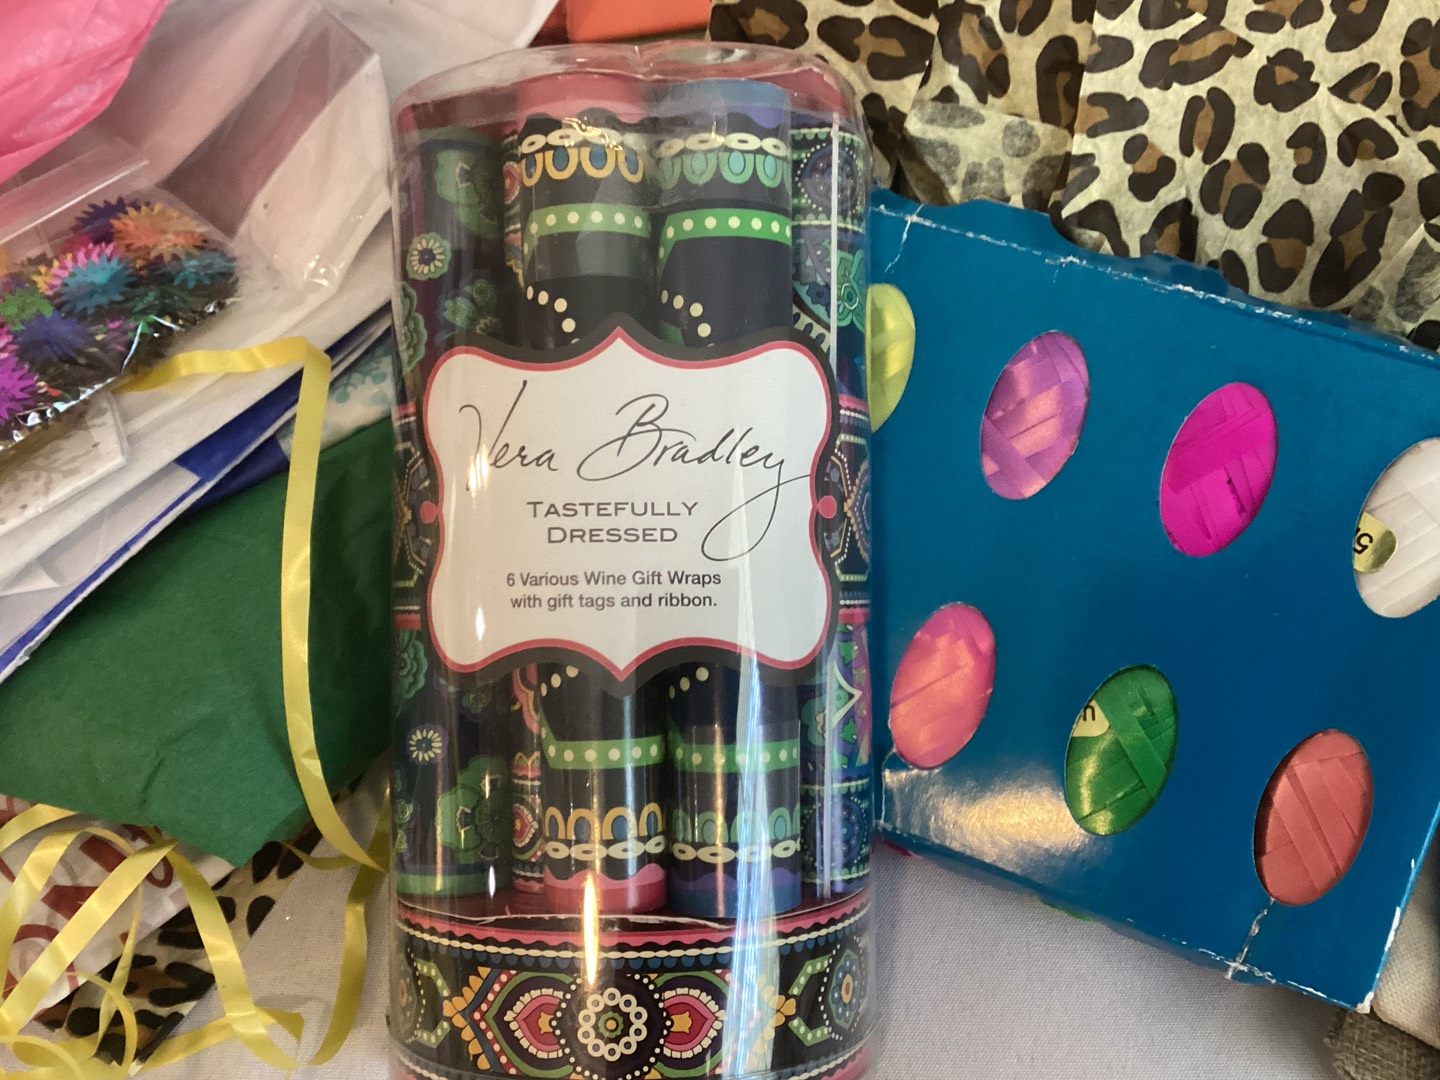 Vera Bradley
TASTEFULLY
DRESSED
6 Various Wine Gift Wraps
with gift tags and ribbon.